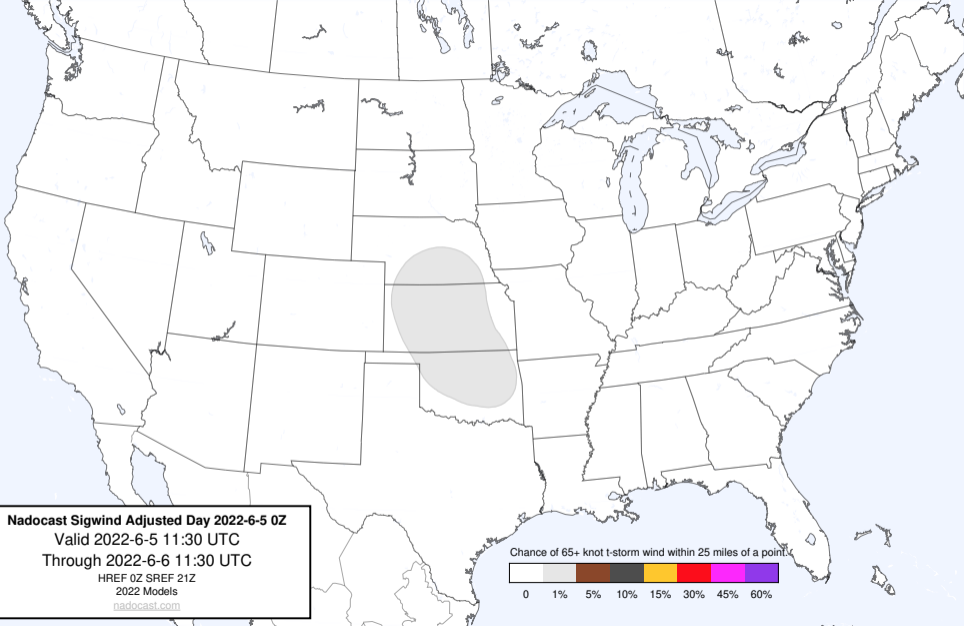 Nadocast Sigwind Adjusted Day 2022-6-5 0Z
Valid 2022-6-5 11:30 UTC
Through 2022-6-6 11:30 UTC
HREF 0Z SREF 21Z
2022 Models
nadocast.com
Chance of 65+ knot t-storm wind within 25 miles of a point.
0 1% 5% 10% 15% 30% 45% 60%